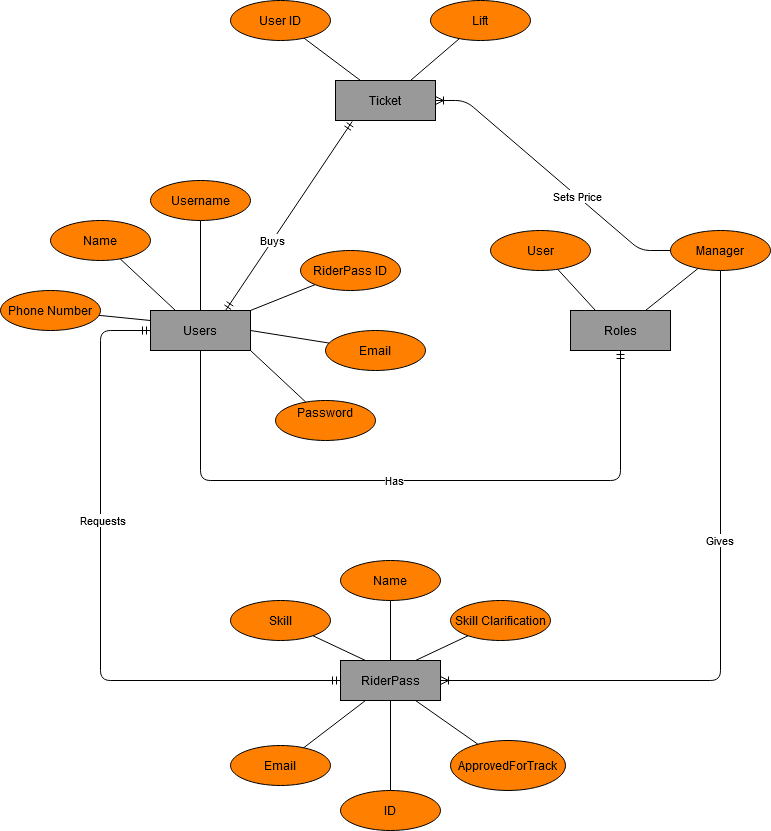 User ID
Lift
Ticket
Sets Price
Username
Name
Buys
User
Manager
RiderPass ID
Phone Number
Users
Roles
Email
Password
Has
Requests
Gives
Name
Skill
Skill Clarification
RiderPass
Email
ApprovedForTrack
ID